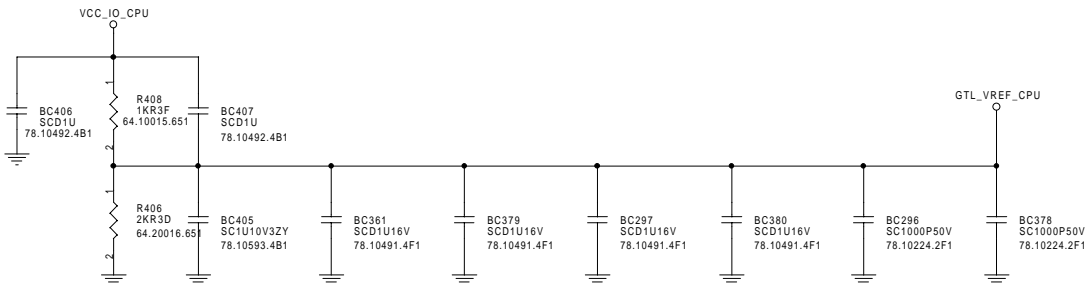 VCC_IO_CPU
BC406
SCD1U
78.10492.4B1
1
R408
1KR3F
64.10015.651
2
BC407
SCD1U
78.10492.4B1
GTL_VREF_CPU
1
R406
2KR3D
64.20016.651
2
BC405
SC1U10V3ZY
78.10593.4B1
BC361
SCD1U16V
78.10491.4F1
BC379
SCD1U16V
78.10491.4F1
BC297
SCD1U16V
78.10491.4F1
BC380
SCD1U16V
78.10491.4F1
BC296
SC1000P50V
78.10224.2F1
BC378
SC1000P50V
78.10224.2F1